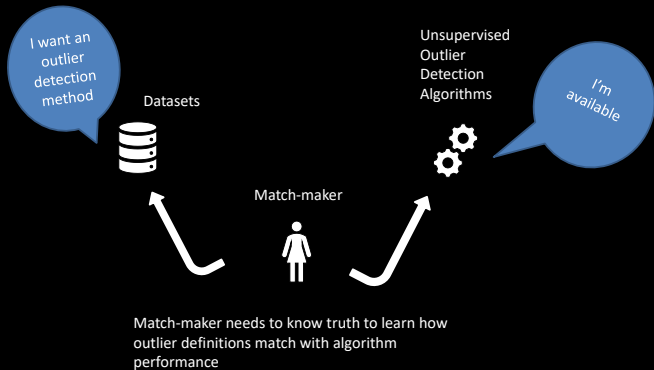 I want an
outlier
detection
method
Datasets
Unsupervised
Outlier
Detection
Algorithms
I'm
available
Match-maker
Match-maker needs to know truth to learn how
outlier definitions match with algorithm
performance